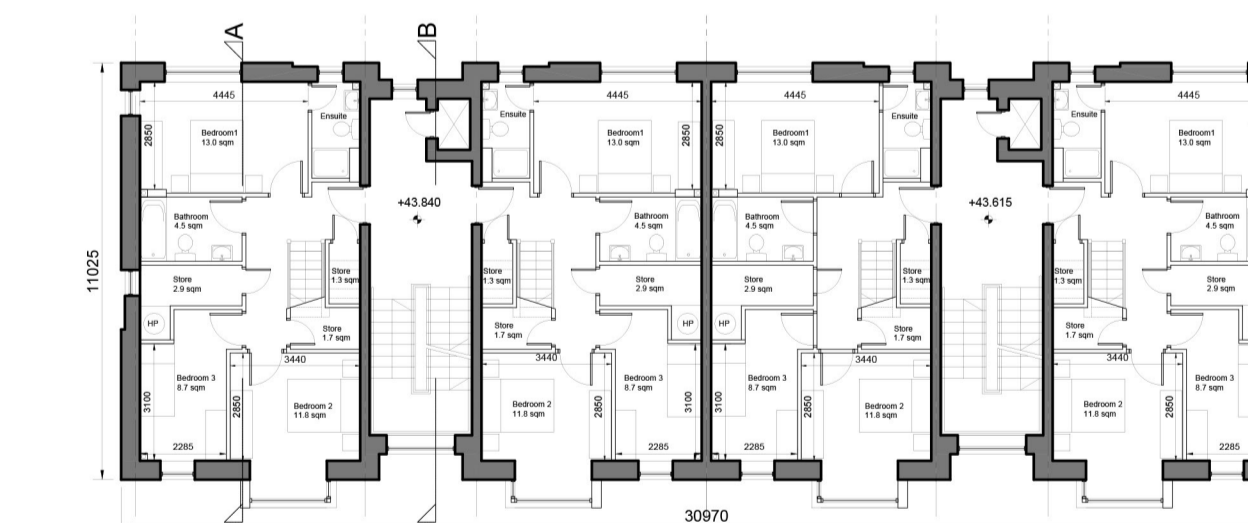 A
B
4445
Ensuite
2850
Bedroom1
13.0 sqm
Bathroom
4.5 sqm
Store
2.9 sqm
Store
1.3 sqm
HP
Store
1.7 sqm
3440
Bedroom 3
8.7 sqm
3100
2850
Bedroom 2
11.8 sqm
2285
+43.840
Ensuite
4445
Bedroom1
13.0 sqm
2850
Bathroom
4.5 sqm
Store
1.3 sqm
Store
2.9 sqm
Store
1.7 sqm
HP
3440
Bedroom 2
11.8 sqm
2850
Bedroom 3
8.7 sqm
3100
2285
4445
Ensuite
2850
Bedroom1
13.0 sqm
Bathroom
4.5 sqm
Store
2.9 sqm
Store
1.3 sqm
HP
Store
1.7 sqm
3440
Bedroom 3
8.7 sqm
3100
2850
Bedroom 2
11.8 sqm
2285
+43.615
Ensuite
4445
Bedroom1
13.0 sqm
Bathroom
4.5 sqm
Store
1.3 sqm
Store
2.9 sqm
Store
1.7 sqm
3440
Bedroom 2
11.8 sqm
2850
Bedroom 3
8.7 sqm
2285
11025
30970